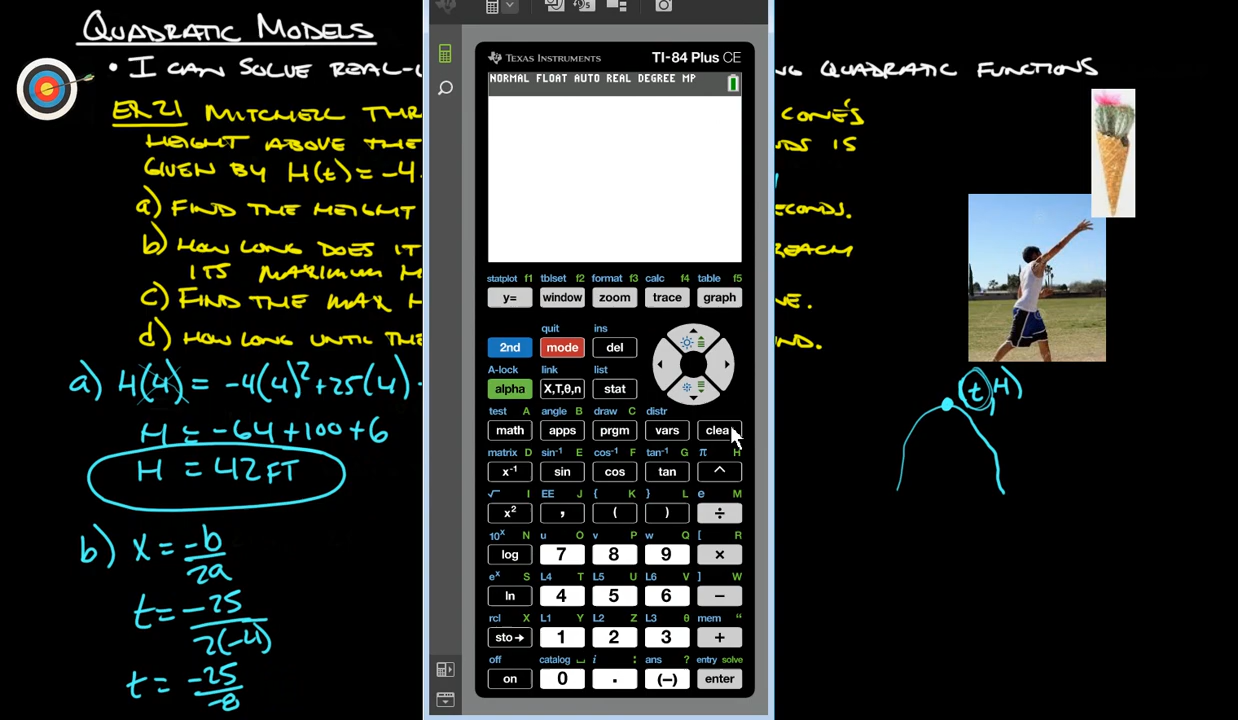 QUADRATIC MODELS
• I CAN SOLVE REAL- NG QUADRATIC FUNCTIONS
EX 21 MITCHELL THR CONE'S
HEIGHT ABOVE THE NDS IS
GIVEN BY H(t) = -4
a) FIND THE HEIGHT ECONDS.
b) HOW LONG DOES IT REACH
ITS MAXIMUM H
c) FIND THE MAX H NE.
d) HOW LONG UNTIL THE ND.
a) H(4) = -4(4)²+25(4)
H = -64+100+6
H = 42 FT
b) X = -b/2a
t = -25/2(-4)
t = -25/-8
(t, H)
TEXAS INSTRUMENTS TI-84 Plus CE
NORMAL FLOAT AUTO REAL DEGREE MP
statplot f1 tblset f2 format f3 calc f4 table f5
y= window zoom trace graph
quit ins
2nd mode del
A-lock link list
alpha X,T,θ,n stat
test A angle B draw C distr
math apps prgm vars clea
matrix D sin⁻¹ E cos⁻¹ F tan⁻¹ G π H
x⁻¹ sin cos tan ^
√ I EE J { K } L e M
x² , ( ) ÷
10ˣ N u O v P w Q [ R
log 7 8 9 ×
eˣ S L4 T L5 U L6 V ] W
ln 4 5 6 −
rcl X L1 Y L2 Z L3 θ mem "
sto→ 1 2 3 +
off catalog ⎵ i : ans ? entry solve
on 0 . (−) enter